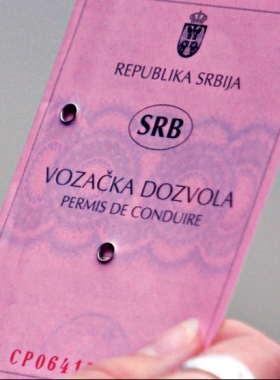 REPUBLIKA SRBIJA
SRB
VOZAČKA DOZVOLA
PERMIS DE CONDUIRE